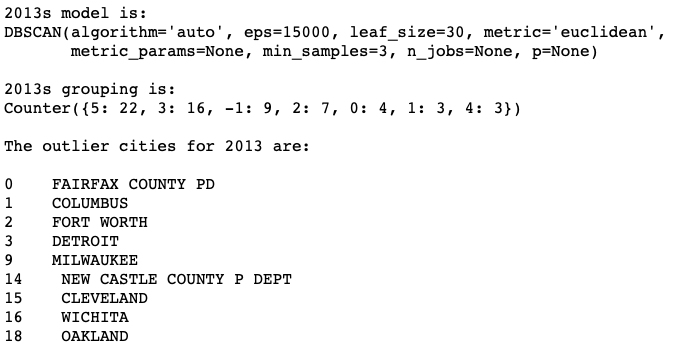 2013s model is:
DBSCAN(algorithm='auto', eps=15000, leaf_size=30, metric='euclidean',
       metric_params=None, min_samples=3, n_jobs=None, p=None)

2013s grouping is:
Counter({5: 22, 3: 16, -1: 9, 2: 7, 0: 4, 1: 3, 4: 3})

The outlier cities for 2013 are:

0    FAIRFAX COUNTY PD
1    COLUMBUS
2    FORT WORTH
3    DETROIT
9    MILWAUKEE
14    NEW CASTLE COUNTY P DEPT
15    CLEVELAND
16    WICHITA
18    OAKLAND